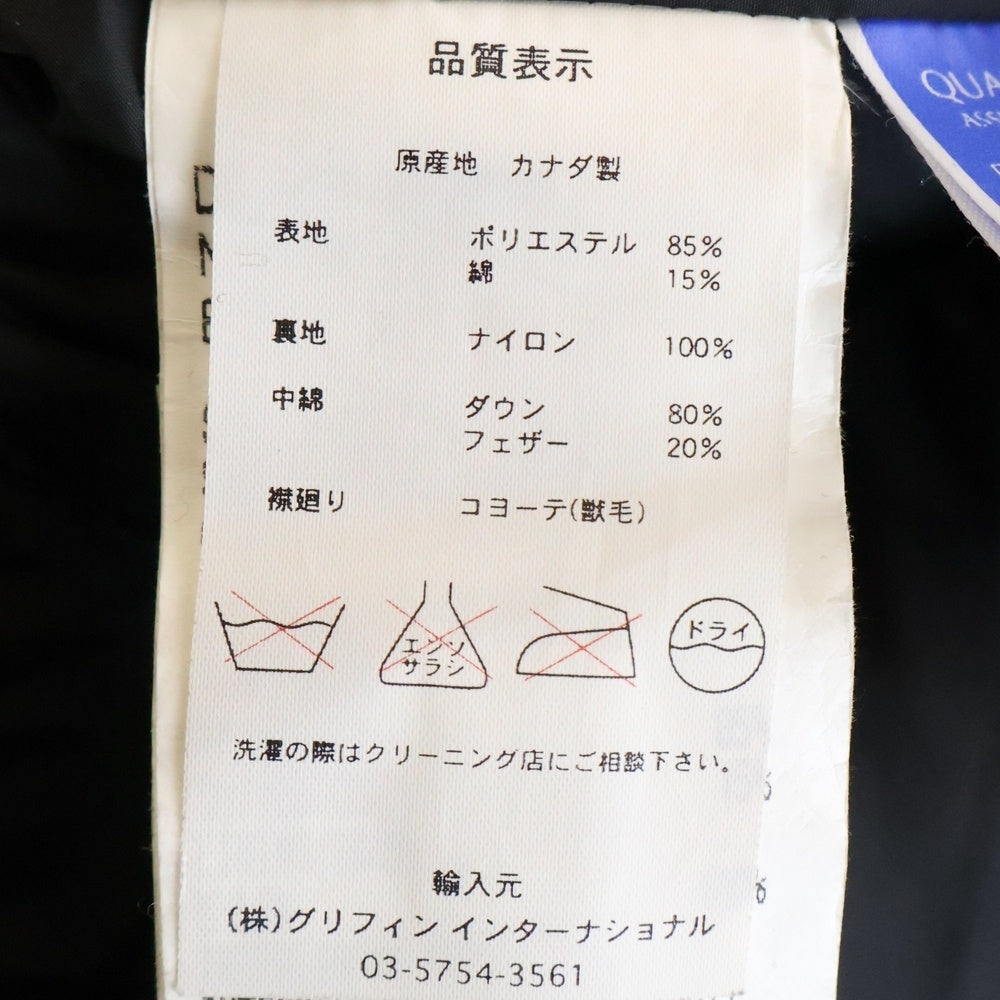 品質表示
原産地 カナダ製
表地 ポリエステル 85%
綿 15%
裏地 ナイロン 100%
中綿 ダウン 80%
フェザー 20%
襟廻り コヨーテ(獣毛)
エンソ
サラシ
ドライ
洗濯の際はクリーニング店にご相談下さい。
輸入元
(株)グリフィン インターナショナル
03-5754-3561